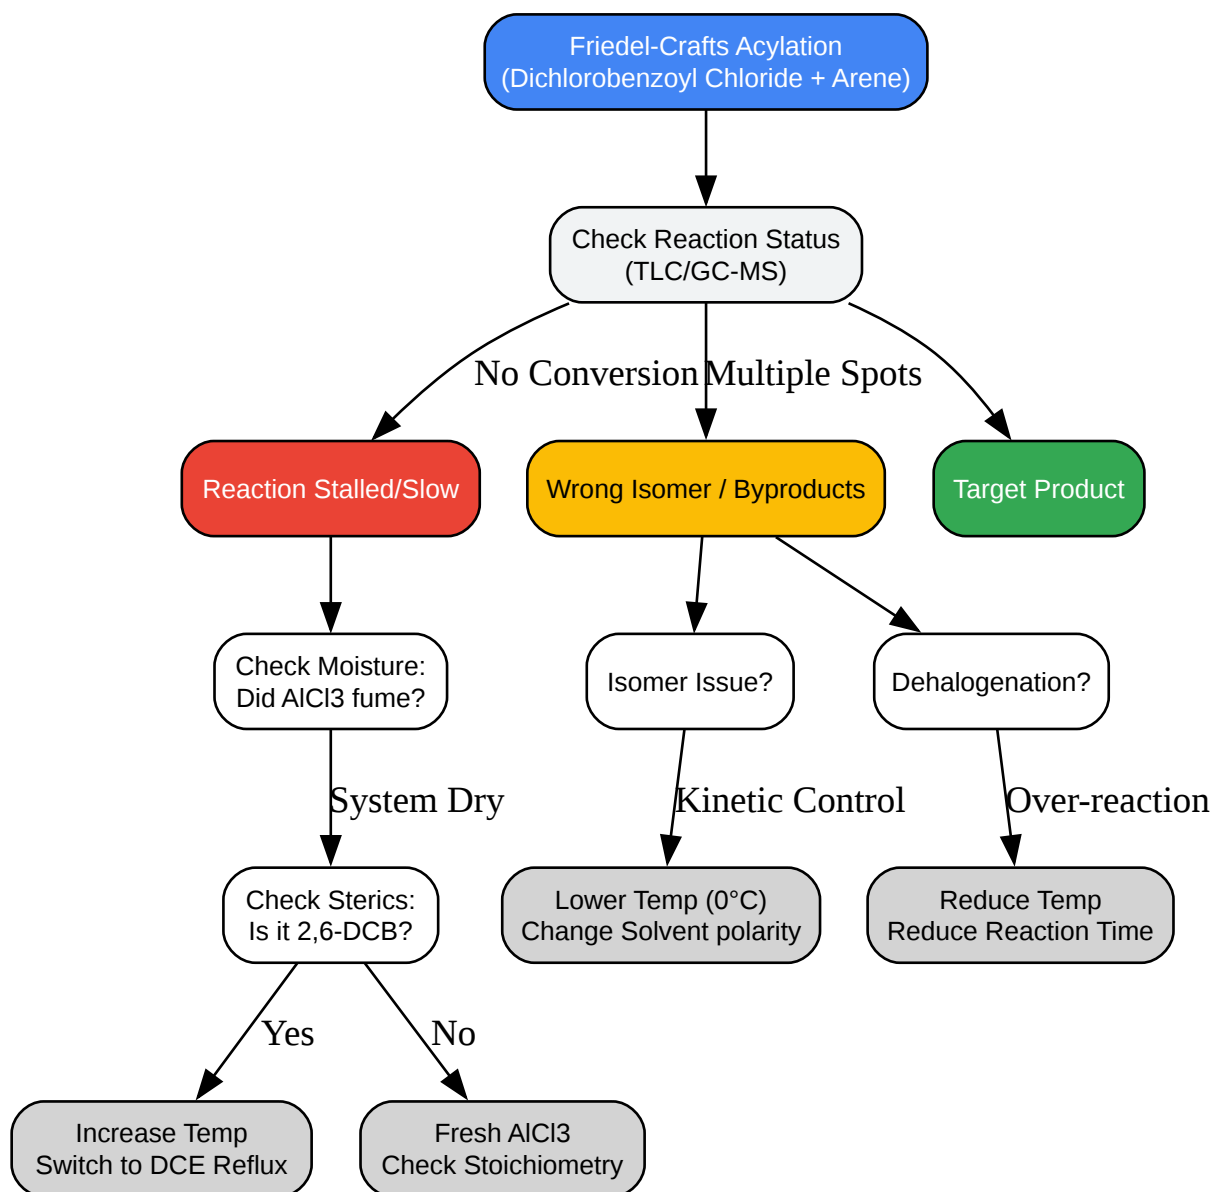 Friedel-Crafts Acylation
(Dichlorobenzoyl Chloride + Arene)
Check Reaction Status
(TLC/GC-MS)
No Conversion
Multiple Spots
Reaction Stalled/Slow
Wrong Isomer / Byproducts
Target Product
Check Moisture:
Did AlCl3 fume?
Isomer Issue?
Dehalogenation?
System Dry
Kinetic Control
Over-reaction
Check Sterics:
Is it 2,6-DCB?
Lower Temp (0°C)
Change Solvent polarity
Reduce Temp
Reduce Reaction Time
Yes
No
Increase Temp
Switch to DCE Reflux
Fresh AlCl3
Check Stoichiometry